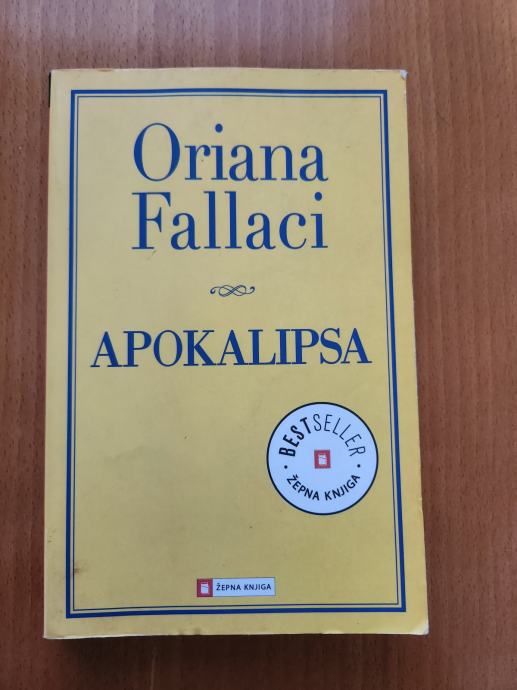 Oriana
Fallaci
APOKALIPSA
BESTSELLER
ŽEPNA KNJIGA
ŽEPNA KNJIGA